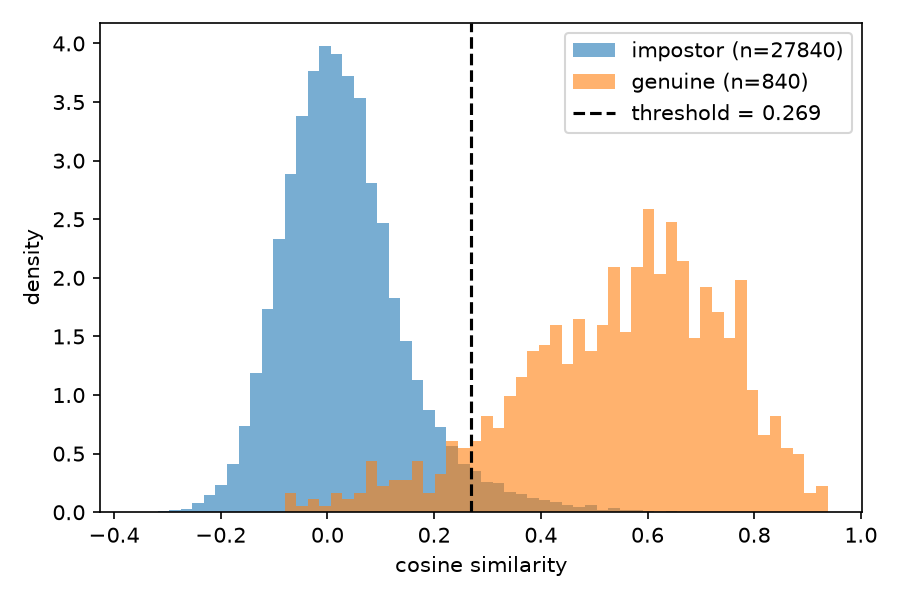 4.0
3.5
3.0
2.5
2.0
1.5
1.0
0.5
0.0
density
−0.4 −0.2 0.0 0.2 0.4 0.6 0.8 1.0
cosine similarity
impostor (n=27840)
genuine (n=840)
threshold = 0.269